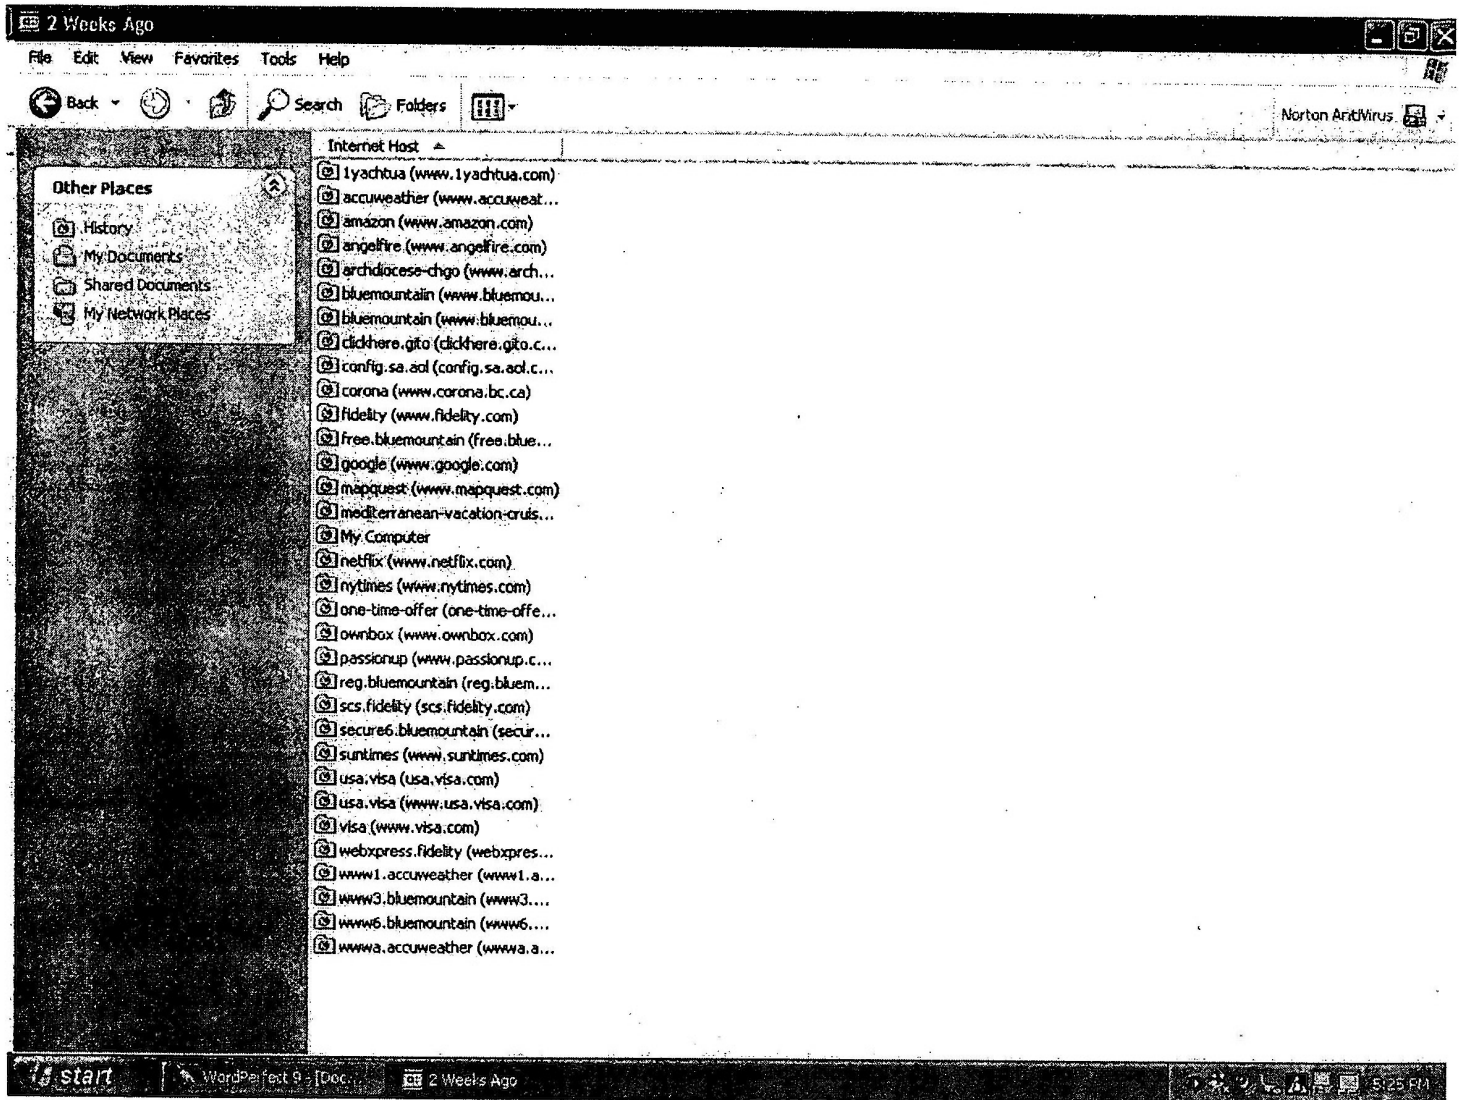 2 Weeks Ago
File Edit View Favorites Tools Help
Back Search Folders
Norton AntiVirus
Internet Host
Other Places
History
My Documents
Shared Documents
My Network Places
1yachtua (www.1yachtua.com)
accuweather (www.accuweat...
amazon (www.amazon.com)
angelfire (www.angelfire.com)
archdiocese-chgo (www.arch...
bluemountaiin (www.bluemou...
bluemountain (www.bluemou...
clickhere.gito (clickhere.gito.c...
config.sa.aol (config.sa.aol.c...
corona (www.corona.bc.ca)
fidelity (www.fidelity.com)
free.bluemountain (free.blue...
google (www.google.com)
mapquest (www.mapquest.com)
mediterranean-vacation-cruis...
My Computer
netflix (www.netflix.com)
nytimes (www.nytimes.com)
one-time-offer (one-time-offe...
ownbox (www.ownbox.com)
passionup (www.passionup.c...
reg.bluemountain (reg.bluem...
scs.fidelity (scs.fidelity.com)
secure6.bluemountain (secur...
suntimes (www.suntimes.com)
usa.visa (usa.visa.com)
usa.visa (www.usa.visa.com)
visa (www.visa.com)
webxpress.fidelity (webxpres...
www1.accuweather (www1.a...
www3.bluemountain (www3....
www6.bluemountain (www6....
wwwa.accuweather (wwwa.a...
start WordPerfect 9 - [Doc... 2 Weeks Ago 5:25 PM